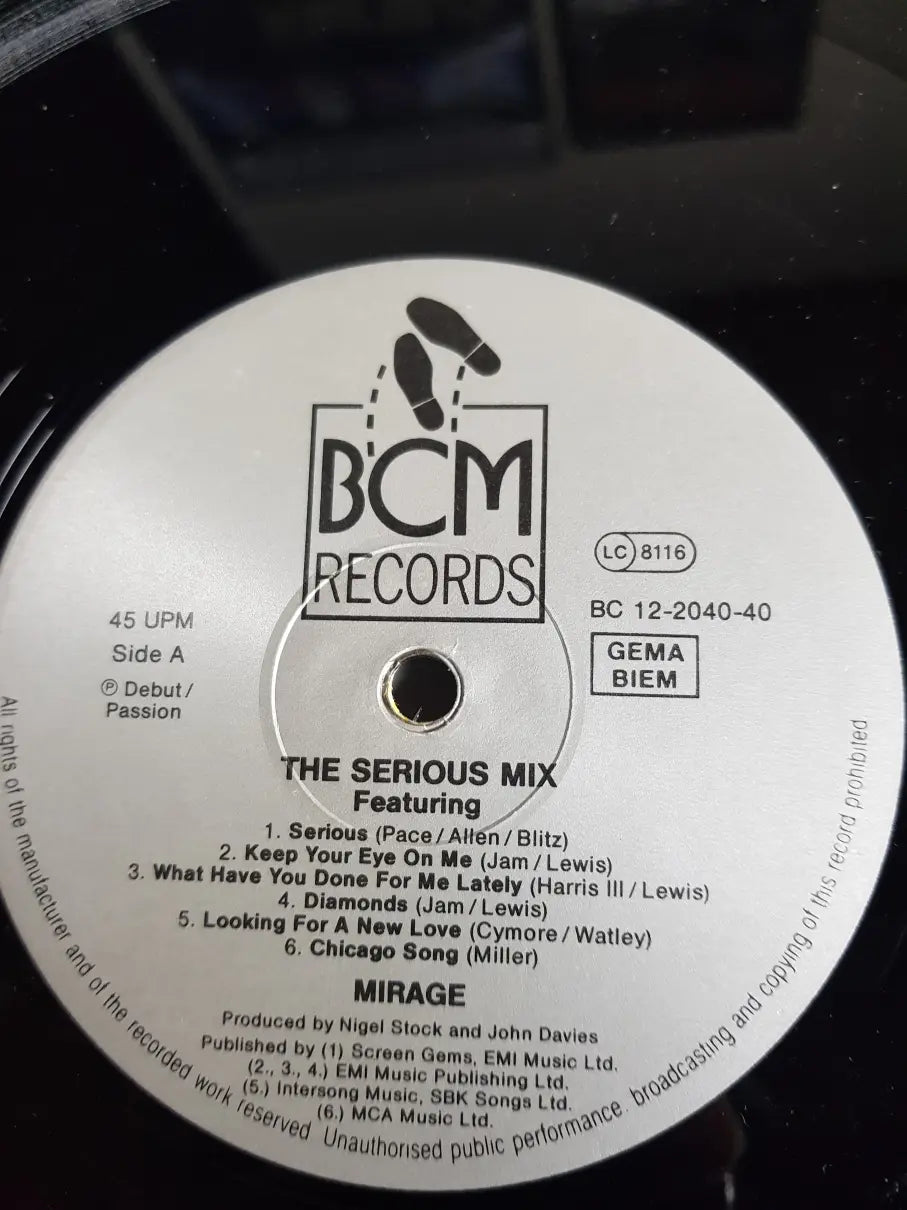 BCM
RECORDS
LC 8116
BC 12-2040-40
GEMA
BIEM
45 UPM
Side A
Ⓟ Debut/
Passion
THE SERIOUS MIX
Featuring
1. Serious (Pace/Allen/Blitz)
2. Keep Your Eye On Me (Jam/Lewis)
3. What Have You Done For Me Lately (Harris III/Lewis)
4. Diamonds (Jam/Lewis)
5. Looking For A New Love (Cymore/Watley)
6. Chicago Song (Miller)
MIRAGE
Produced by Nigel Stock and John Davies
Published by (1) Screen Gems, EMI Music Ltd.
(2., 3., 4.) EMI Music Publishing Ltd.
(5.) Intersong Music, SBK Songs Ltd.
(6.) MCA Music Ltd.
All rights of the manufacturer and of the recorded work reserved. Unauthorised public performance. broadcasting and copying of this record prohibited